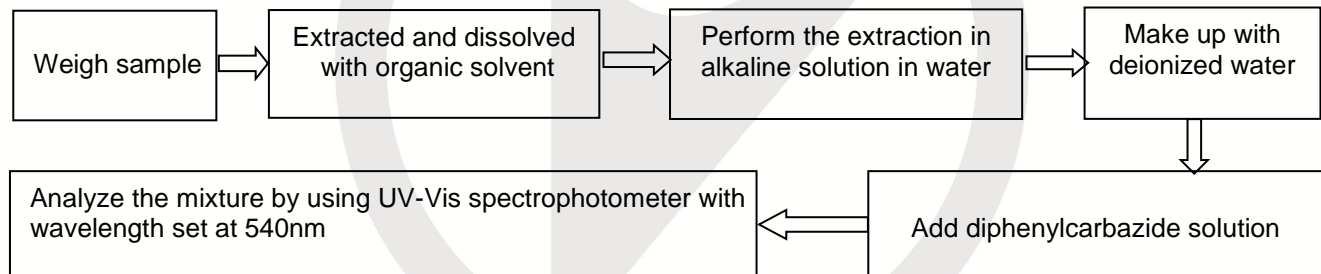 Weigh sample
Extracted and dissolved
with organic solvent
Perform the extraction in
alkaline solution in water
Make up with
deionized water
Add diphenylcarbazide solution
Analyze the mixture by using UV-Vis spectrophotometer with
wavelength set at 540nm